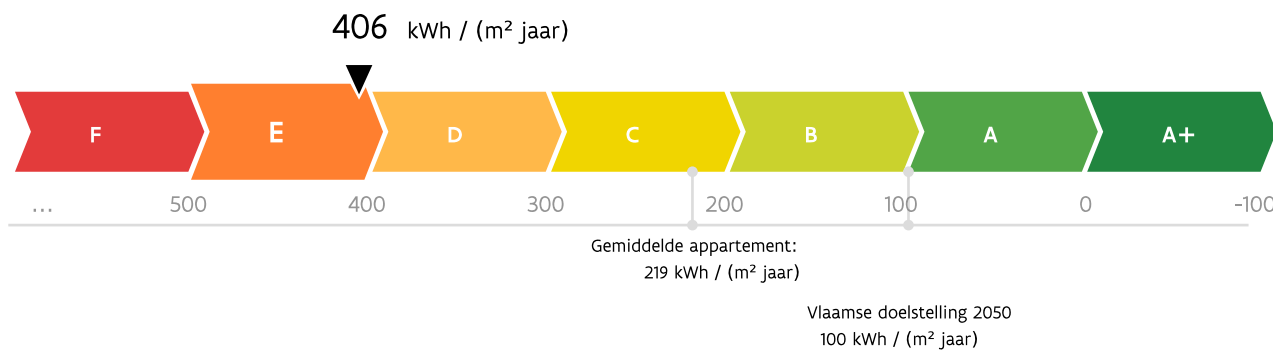 406 kWh / (m² jaar)
F E D C B A A+
... 500 400 300 200 100 0 -100
Gemiddelde appartement:
219 kWh / (m² jaar)
Vlaamse doelstelling 2050
100 kWh / (m² jaar)